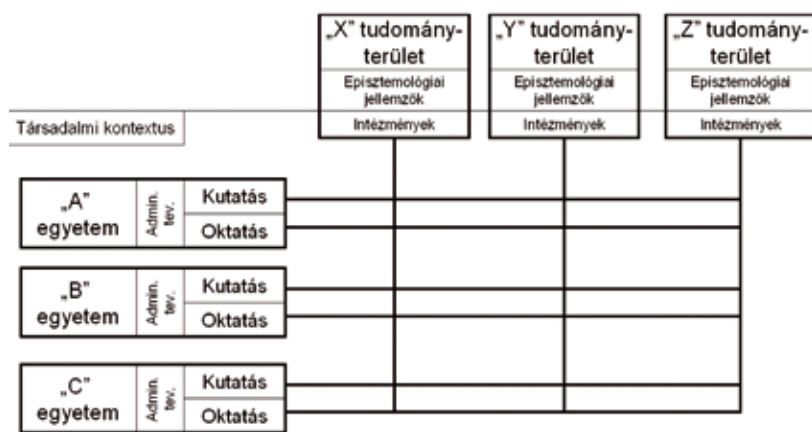 „X” tudomány-
terület
Episztemológiai
jellemzők
Intézmények
„Y” tudomány-
terület
Episztemológiai
jellemzők
Intézmények
„Z” tudomány-
terület
Episztemológiai
jellemzők
Intézmények
Társadalmi kontextus
„A”
egyetem
Admin.
tev.
Kutatás
Oktatás
„B”
egyetem
Admin.
tev.
Kutatás
Oktatás
„C”
egyetem
Admin.
tev.
Kutatás
Oktatás